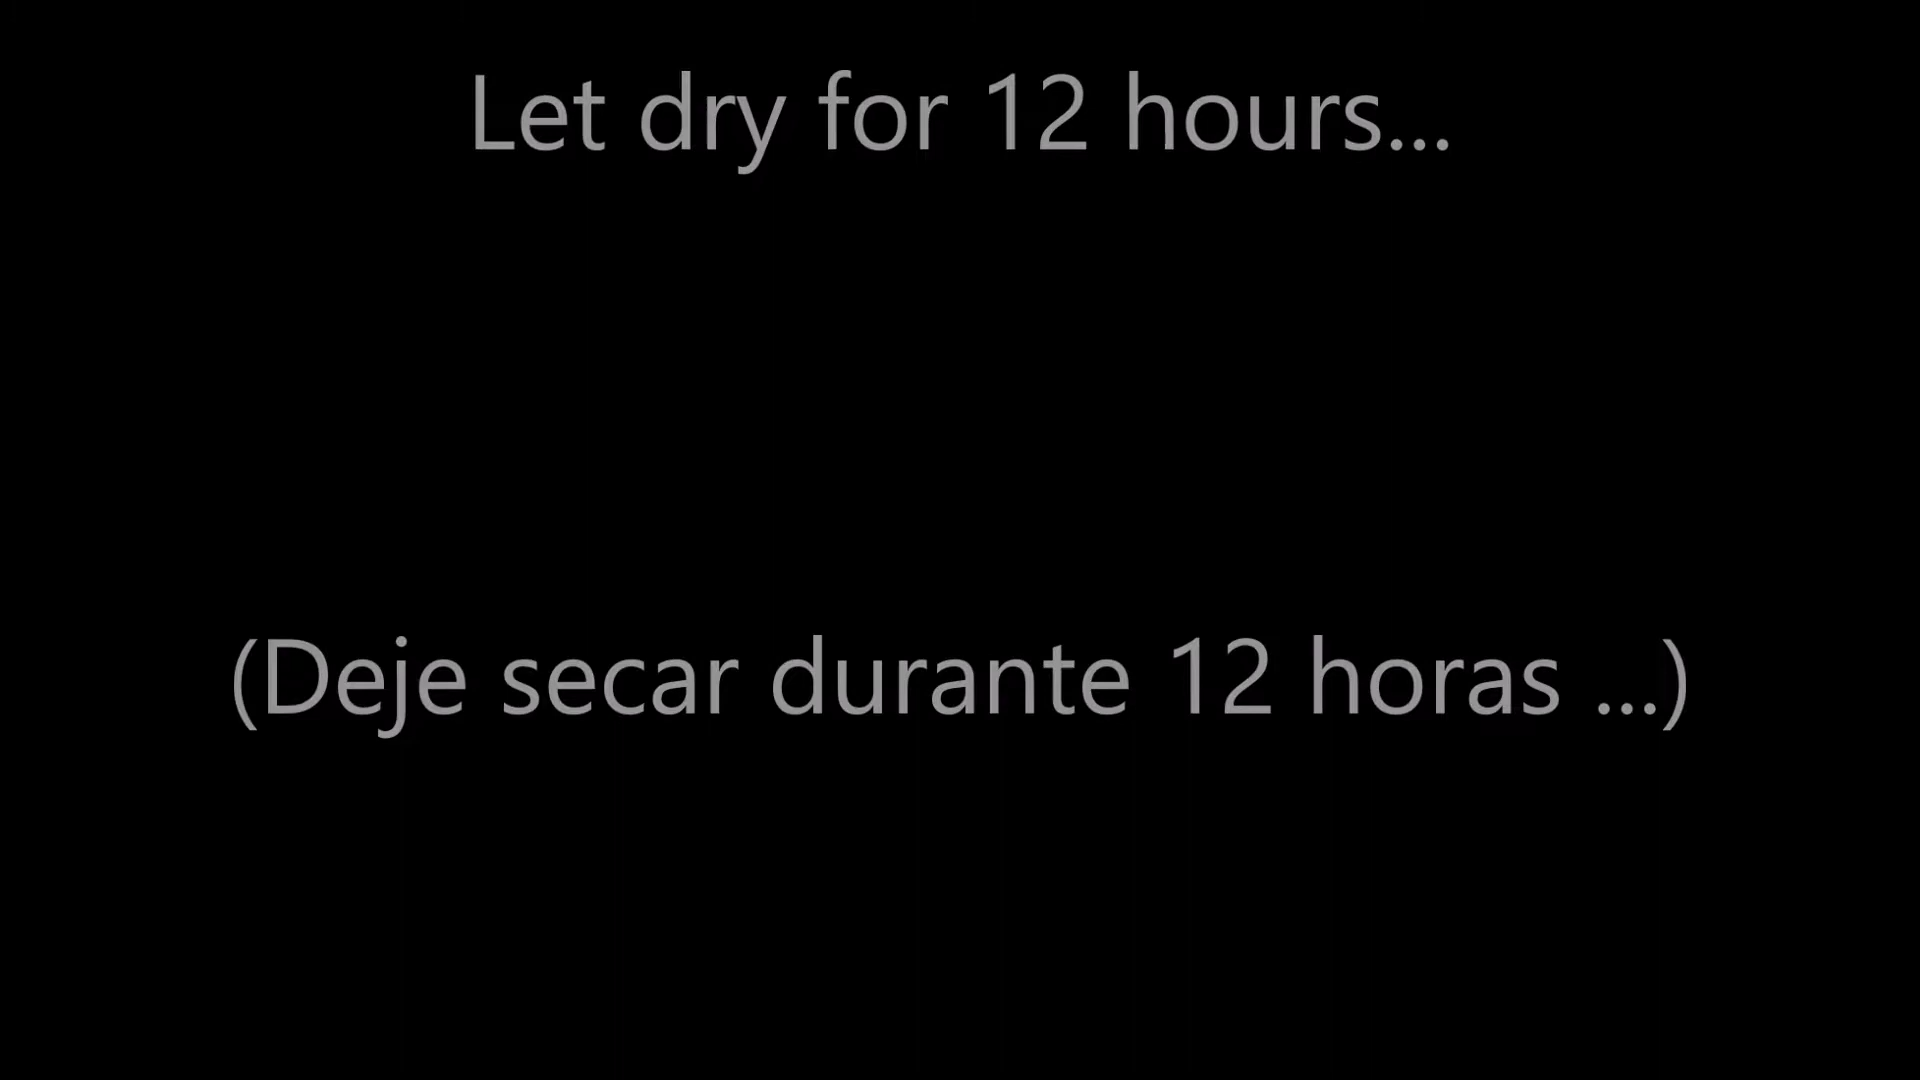 Let dry for 12 hours...
(Deje secar durante 12 horas ...)